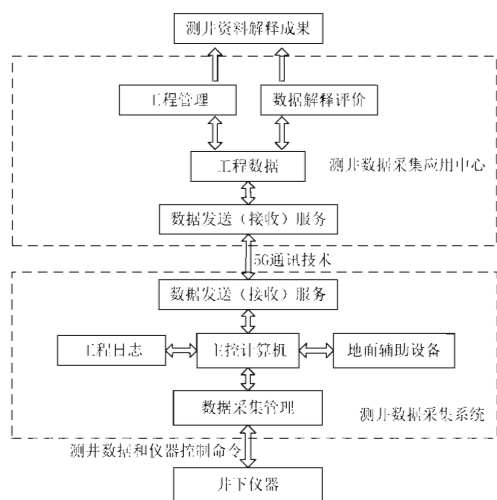 测井资料解释成果
工程管理
数据解释评价
工程数据
测井数据采集应用中心
数据发送（接收）服务
5G通讯技术
数据发送（接收）服务
工程日志
主控计算机
地面辅助设备
数据采集管理
测井数据采集系统
测井数据和仪器控制命令
井下仪器